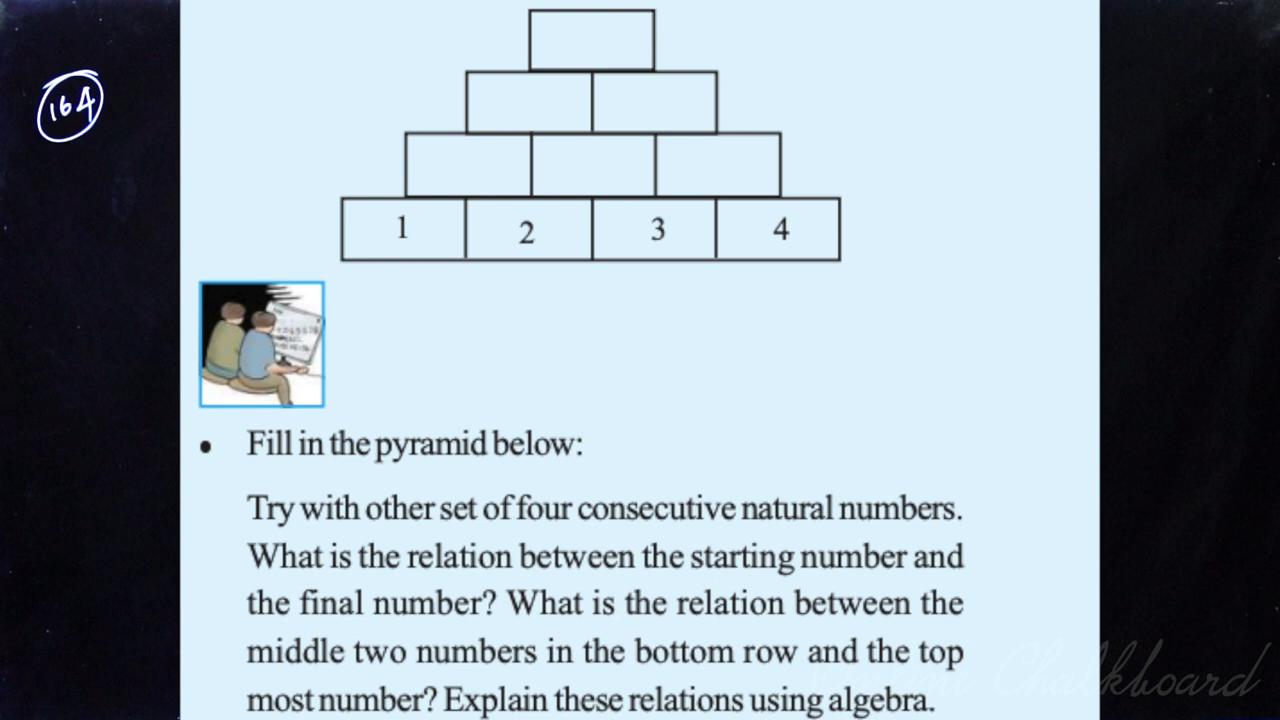 164
1 2 3 4
• Fill in the pyramid below:
Try with other set of four consecutive natural numbers.
What is the relation between the starting number and
the final number? What is the relation between the
middle two numbers in the bottom row and the top
most number? Explain these relations using algebra.
Chalkboard